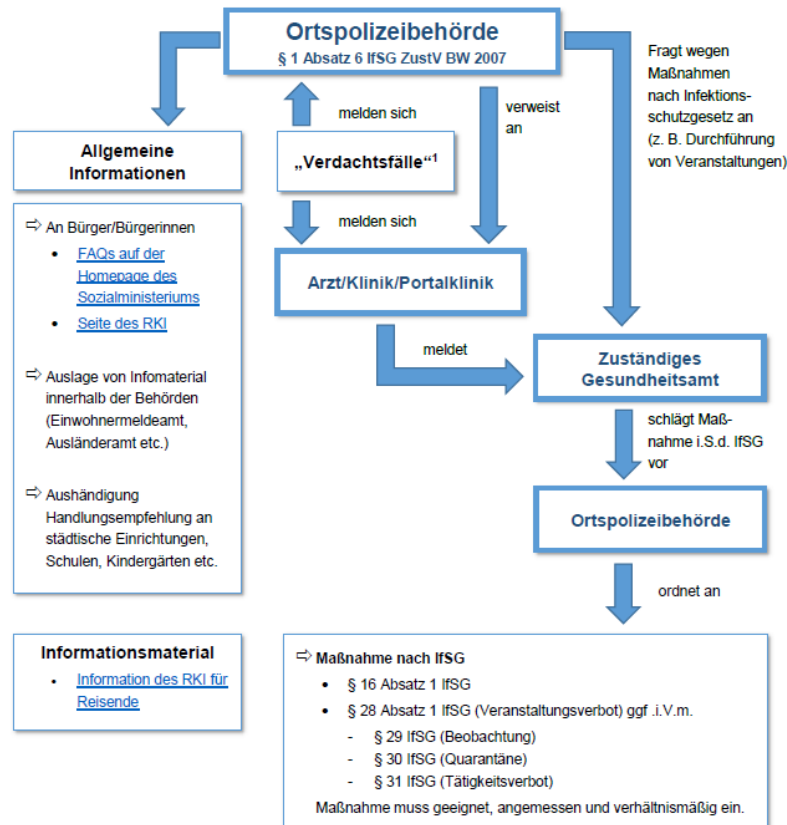 Ortspolizeibehörde
§ 1 Absatz 6 IfSG ZustV BW 2007
Fragt wegen
Maßnahmen
nach Infektions-
schutzgesetz an
(z. B. Durchführung
von Veranstaltungen)
melden sich
verweist
an
„Verdachtsfälle“¹
melden sich
Allgemeine
Informationen
⇨ An Bürger/Bürgerinnen
• FAQs auf der
Homepage des
Sozialministeriums
• Seite des RKI
⇨ Auslage von Infomaterial
innerhalb der Behörden
(Einwohnermeldeamt,
Ausländeramt etc.)
⇨ Aushändigung
Handlungsempfehlung an
städtische Einrichtungen,
Schulen, Kindergärten etc.
Arzt/Klinik/Portalklinik
meldet
Zuständiges
Gesundheitsamt
schlägt Maß-
nahme i.S.d. IfSG
vor
Ortspolizeibehörde
ordnet an
Informationsmaterial
• Information des RKI für
Reisende
⇨ Maßnahme nach IfSG
• § 16 Absatz 1 IfSG
• § 28 Absatz 1 IfSG (Veranstaltungsverbot) ggf .i.V.m.
- § 29 IfSG (Beobachtung)
- § 30 IfSG (Quarantäne)
- § 31 IfSG (Tätigkeitsverbot)
Maßnahme muss geeignet, angemessen und verhältnismäßig ein.